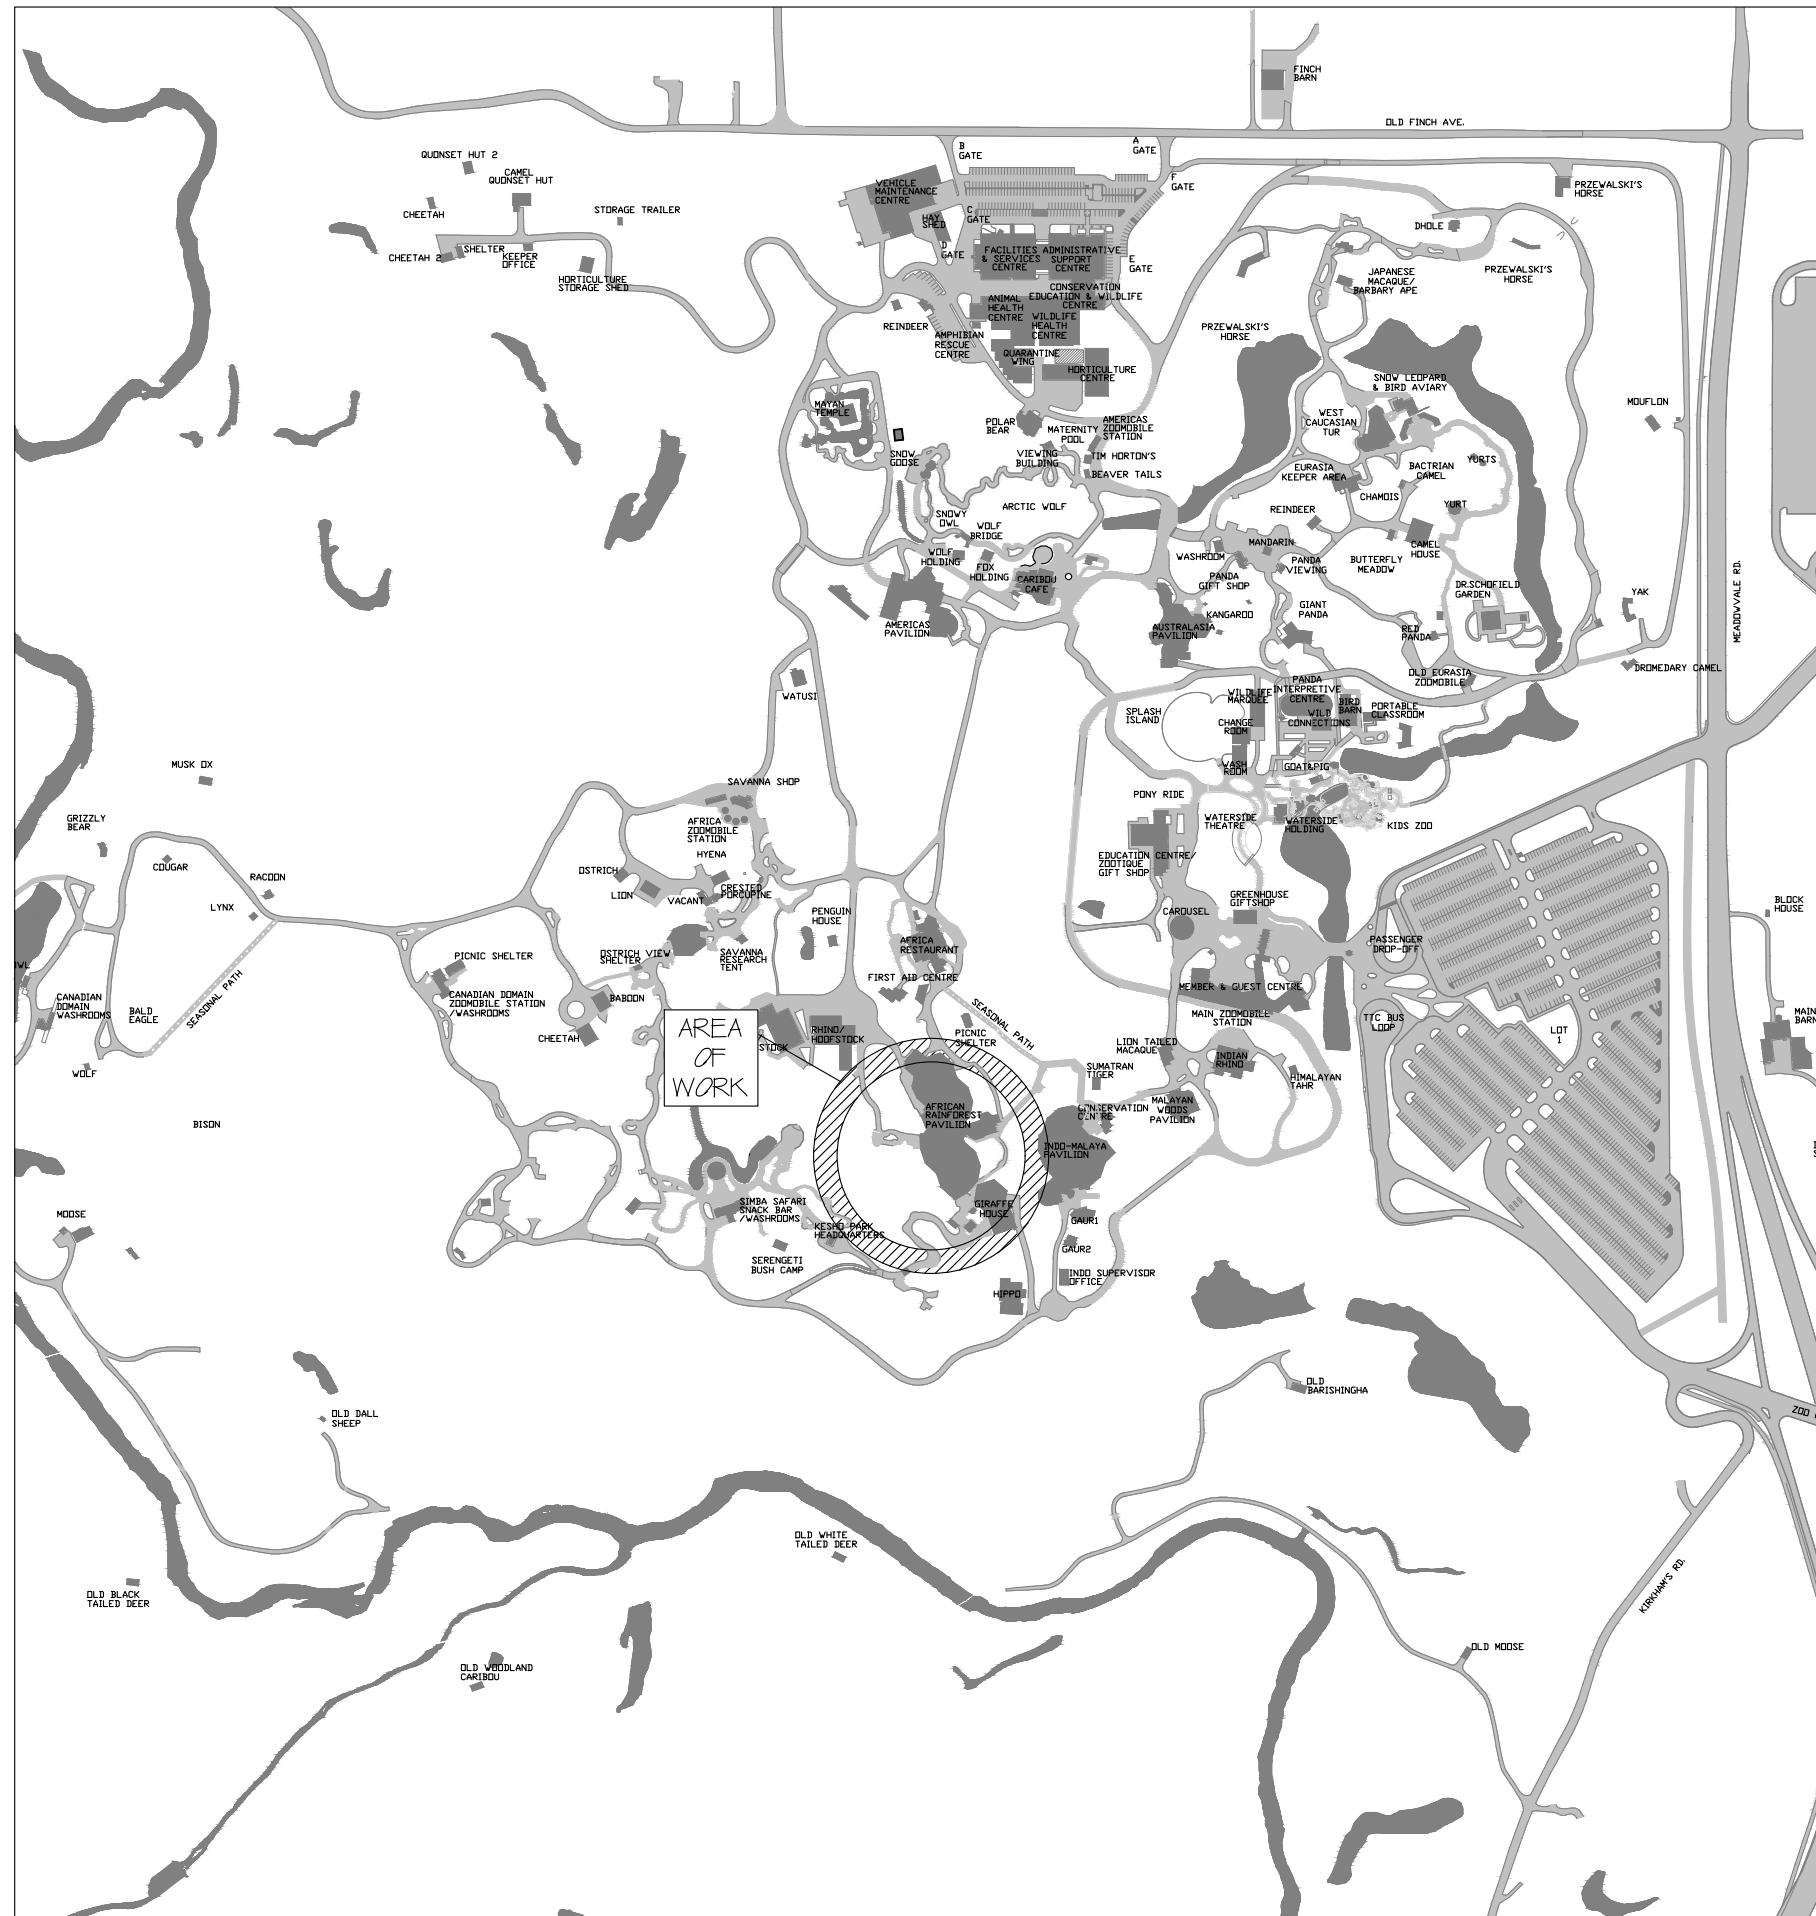 FINCH
BARN
OLD FINCH AVE.
B
GATE
A
GATE
F
GATE
QUONSET HUT 2
CAMEL
QUONSET HUT
CHEETAH
STORAGE TRAILER
CHEETAH 2
SHELTER
KEEPER
OFFICE
HORTICULTURE
STORAGE SHED
VEHICLE
MAINTENANCE
CENTRE
HAY
SHED
C
GATE
D
GATE
E
GATE
FACILITIES
& SERVICES
CENTRE
ADMINISTRATIVE
SUPPORT
CENTRE
CONSERVATION
EDUCATION & WILDLIFE
CENTRE
ANIMAL
HEALTH
CENTRE
WILDLIFE
HEALTH
CENTRE
REINDEER
AMPHIBIAN
RESCUE
CENTRE
QUARANTINE
WING
HORTICULTURE
CENTRE
PRZEWALSKI'S
HORSE
DHOLE
PRZEWALSKI'S
HORSE
JAPANESE
MACAQUE/
BARBARY APE
PRZEWALSKI'S
HORSE
SNOW LEOPARD
& BIRD AVIARY
MOUFLON
WEST
CAUCASIAN
TUR
MAYAN
TEMPLE
POLAR
BEAR
MATERNITY
POOL
AMERICAS
ZOOMOBILE
STATION
SNOW
GOOSE
VIEWING
BUILDING
TIM HORTON'S
BEAVER TAILS
EURASIA
KEEPER AREA
BACTRIAN
CAMEL
YURTS
CHAMOIS
YURT
ARCTIC WOLF
SNOWY
OWL
WOLF
BRIDGE
REINDEER
WOLF
HOLDING
FOX
HOLDING
CARIBOU
CAFE
WASHROOM
MANDARIN
PANDA
VIEWING
PANDA
GIFT SHOP
BUTTERFLY
MEADOW
CAMEL
HOUSE
DR.SCHOFIELD
GARDEN
YAK
MEADOWVALE RD.
AMERICAS
PAVILION
KANGAROO
AUSTRALASIA
PAVILION
GIANT
PANDA
RED
PANDA
DROMEDARY CAMEL
OLD EURASIA
ZOOMOBILE
WATUSI
WILDLIFE
MARQUEE
PANDA
INTERPRETIVE
CENTRE
WILD
CONNECTIONS
BIRD
BARN
PORTABLE
CLASSROOM
SPLASH
ISLAND
CHANGE
ROOM
WASH
ROOM
GOAT&PIG
PONY RIDE
WATERSIDE
THEATRE
WATERSIDE
HOLDING
KIDS ZOO
MUSK OX
SAVANNA SHOP
GRIZZLY
BEAR
AFRICA
ZOOMOBILE
STATION
COUGAR
HYENA
EDUCATION CENTRE/
ZOOTIQUE
GIFT SHOP
RACOON
OSTRICH
LION
VACANT
CRESTED
PORCUPINE
GREENHOUSE
GIFTSHOP
BLOCK
HOUSE
LYNX
PENGUIN
HOUSE
CAROUSEL
PICNIC SHELTER
OSTRICH VIEW
SHELTER
SAVANNA
RESEARCH
TENT
AFRICA
RESTAURANT
PASSENGER
DROP-OFF
FIRST AID CENTRE
SEASONAL PATH
SEASONAL PATH
CANADIAN
DOMAIN
WASHROOMS
BALD
EAGLE
CANADIAN DOMAIN
ZOOMOBILE STATION
/WASHROOMS
BABOON
MEMBER & GUEST CENTRE
MAIN ZOOMOBILE
STATION
TTC BUS
LOOP
LOT
1
MAIN
BARN
CHEETAH
AREA
OF
WORK
STOCK
RHINO/
HOOFSTOCK
PICNIC
SHELTER
LION TAILED
MACAQUE
INDIAN
RHINO
SUMATRAN
TIGER
HIMALAYAN
TAHR
WOLF
BISON
AFRICAN
RAINFOREST
PAVILION
CONSERVATION
CENTRE
MALAYAN
WOODS
PAVILION
INDO-MALAYA
PAVILION
MOOSE
SIMBA SAFARI
SNACK BAR
/WASHROOMS
KESHO PARK
HEADQUARTERS
GIRAFFE
HOUSE
GAUR1
GAUR2
SERENGETI
BUSH CAMP
INDO SUPERVISOR
OFFICE
HIPPO
OLD
BARISHINGHA
OLD DALL
SHEEP
ZOO
OLD WHITE
TAILED DEER
OLD BLACK
TAILED DEER
KIRKHAM'S RD.
OLD MOOSE
OLD WOODLAND
CARIBOU